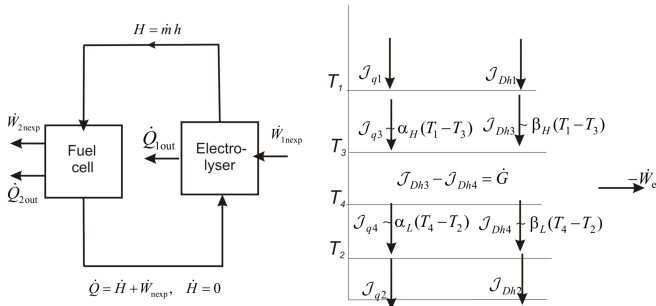 H = ṁ h
Ẇ2nexp
Fuel cell
Q̇2out
Q̇1out
Electro-
lyser
Ẇ1nexp
Q̇ = Ḣ + Ẇnexp, Ḣ = 0
Jq1
JDh1
T1
Jq3 ~ αH(T1−T3)
JDh3 ~ βH(T1−T3)
T3
JDh3 − JDh4 = Ġ
−Ẇe
T4
Jq4 ~ αL(T4−T2)
JDh4 ~ βL(T4−T2)
T2
Jq2
JDh2